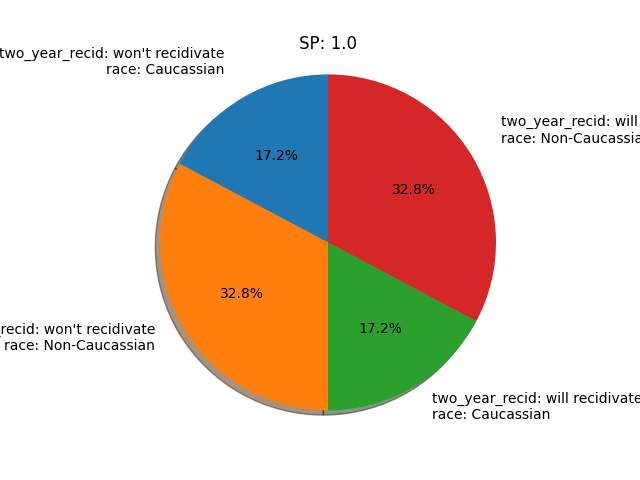 SP: 1.0
two_year_recid: won't recidivate
race: Caucassian
17.2%
two_year_recid: will
race: Non-Caucassia
32.8%
32.8%
recid: won't recidivate
race: Non-Caucassian
17.2%
two_year_recid: will recidivate
race: Caucassian